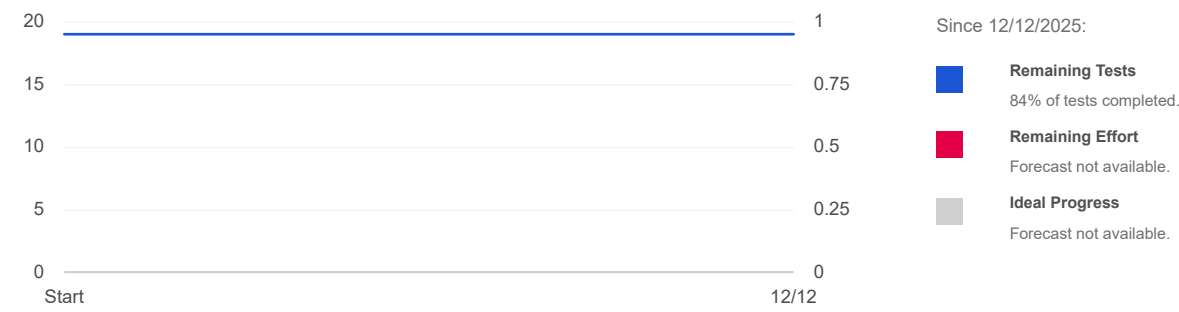 20
15
10
5
0
1
0.75
0.5
0.25
0
Start
12/12
Since 12/12/2025:
Remaining Tests
84% of tests completed.
Remaining Effort
Forecast not available.
Ideal Progress
Forecast not available.